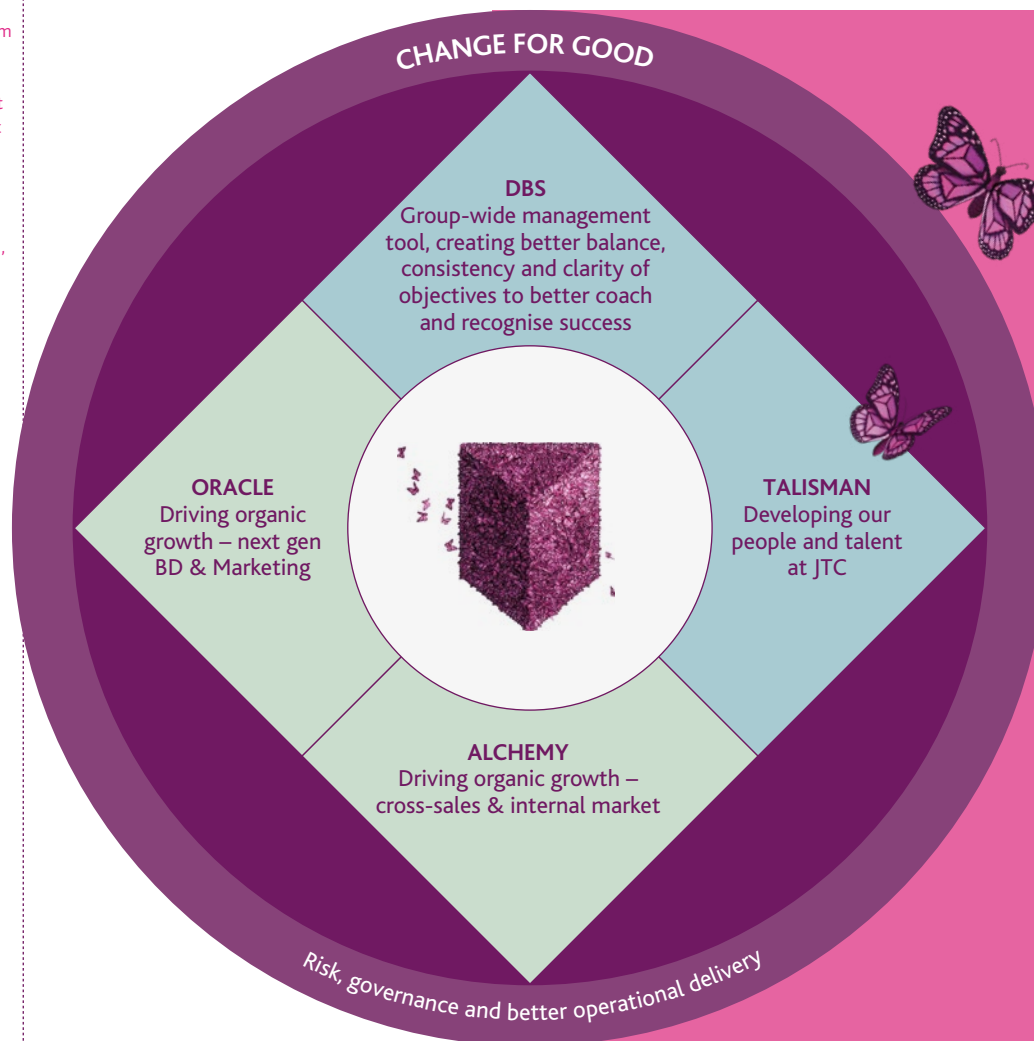 CHANGE FOR GOOD
DBS
Group-wide management
tool, creating better balance,
consistency and clarity of
objectives to better coach
and recognise success
ORACLE
Driving organic
growth – next gen
BD & Marketing
TALISMAN
Developing our
people and talent
at JTC
ALCHEMY
Driving organic growth –
cross-sales & internal market
Risk, governance and better operational delivery